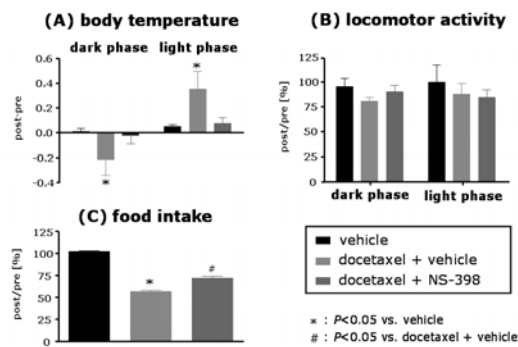 (A) body temperature
dark phase light phase
post-pre
0.6
0.4
0.2
0.0
-0.2
-0.4
*
*
(B) locomotor activity
post/pre [%]
125
100
75
50
25
0
dark phase light phase
(C) food intake
post/pre [%]
125
100
75
50
25
0
*
#
vehicle
docetaxel + vehicle
docetaxel + NS-398
* : P<0.05 vs. vehicle
# : P<0.05 vs. docetaxel + vehicle